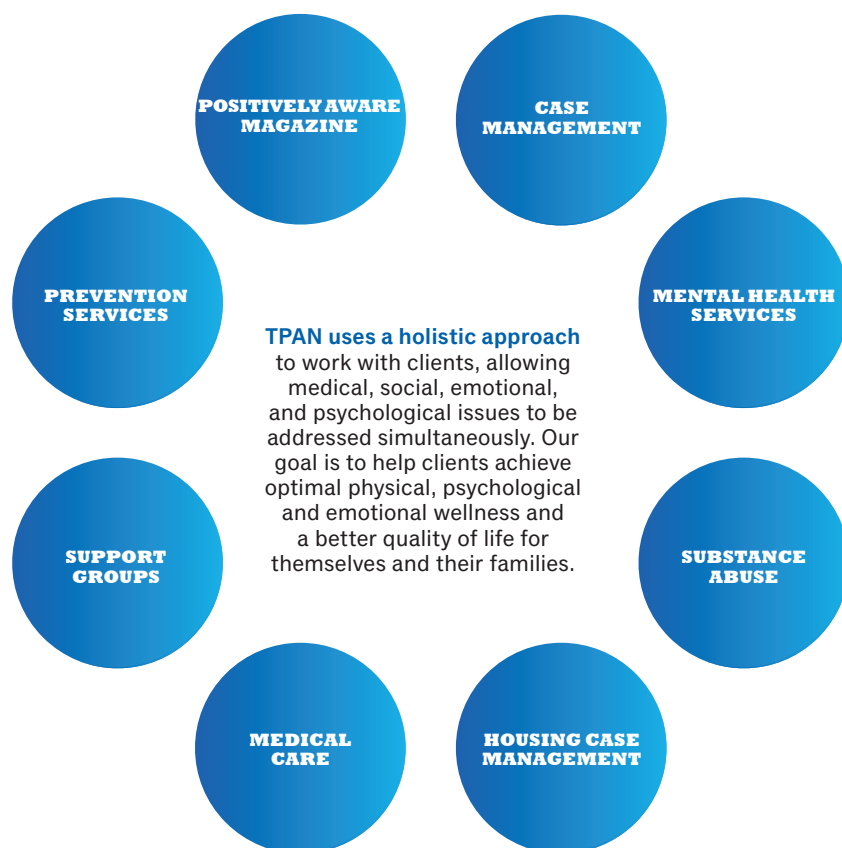 POSITIVELY AWARE
MAGAZINE
CASE
MANAGEMENT
PREVENTION
SERVICES
MENTAL HEALTH
SERVICES
TPAN uses a holistic approach
to work with clients, allowing
medical, social, emotional,
and psychological issues to be
addressed simultaneously. Our
goal is to help clients achieve
optimal physical, psychological
and emotional wellness and
a better quality of life for
themselves and their families.
SUPPORT
GROUPS
SUBSTANCE
ABUSE
MEDICAL
CARE
HOUSING CASE
MANAGEMENT